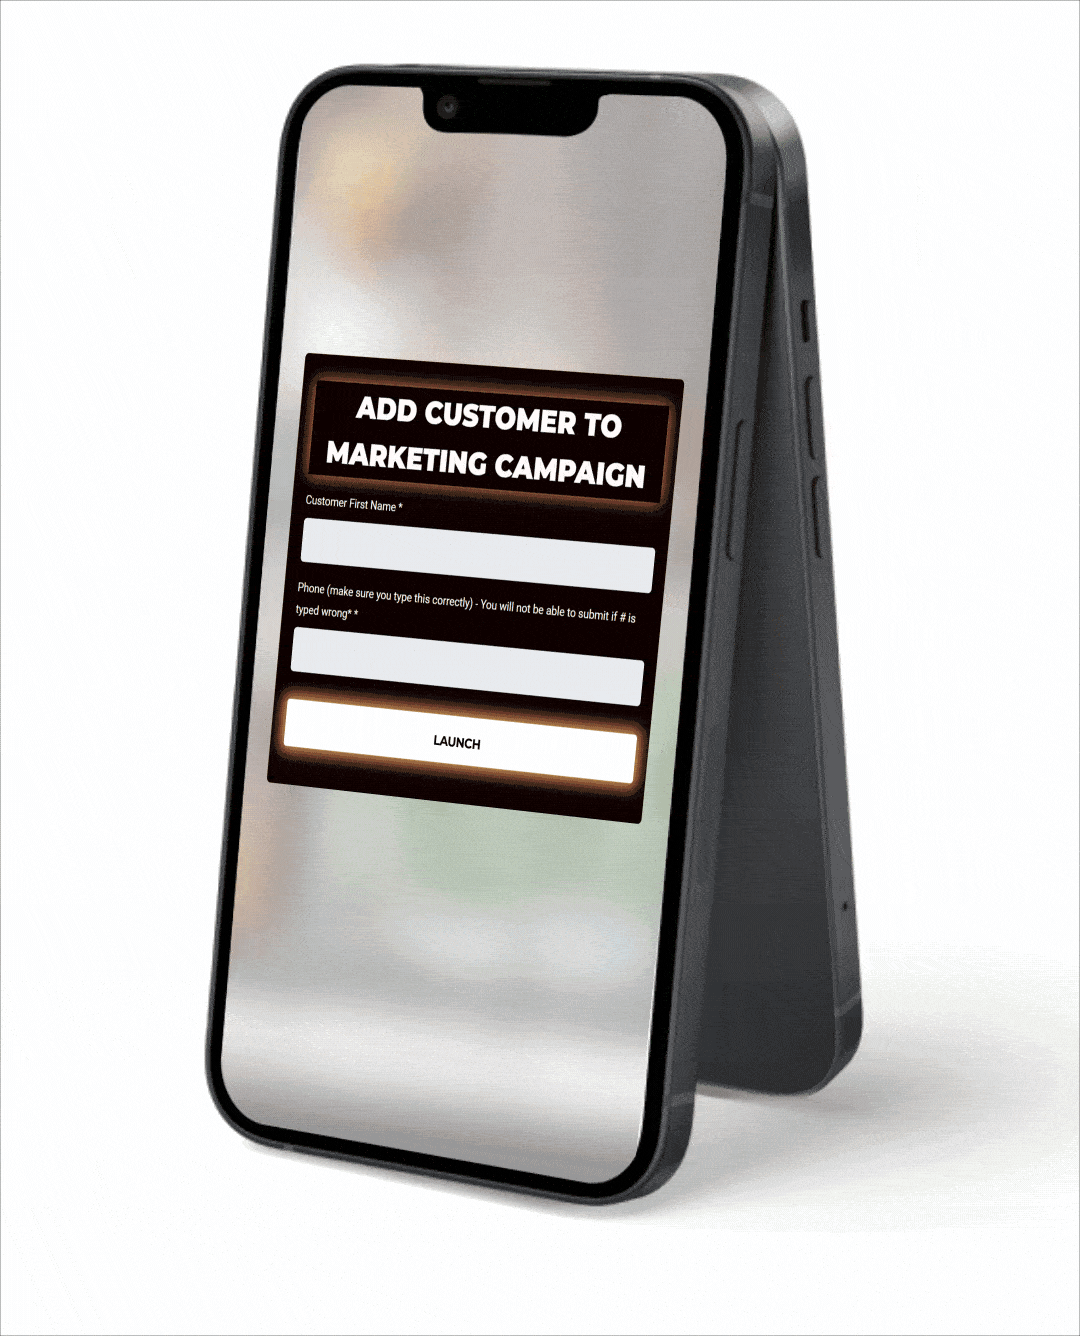 ADD CUSTOMER TO
MARKETING CAMPAIGN
Customer First Name *
Phone (make sure you type this correctly) - You will not be able to submit if # is
typed wrong* *
LAUNCH